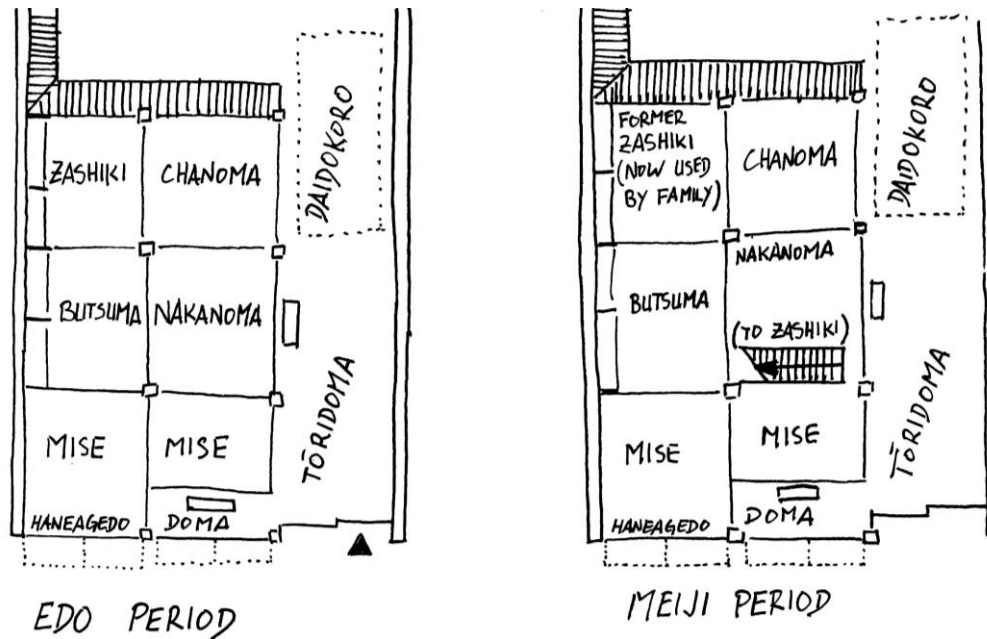 ZASHIKI
CHANOMA
DAIDOKORO
BUTSUMA
NAKANOMA
TŌRIDOMA
MISE
MISE
HANEAGEDO
DOMA
EDO PERIOD
FORMER
ZASHIKI
(NOW USED
BY FAMILY)
CHANOMA
DAIDOKORO
NAKANOMA
BUTSUMA
(TO ZASHIKI)
TŌRIDOMA
MISE
MISE
HANEAGEDO
DOMA
MEIJI PERIOD